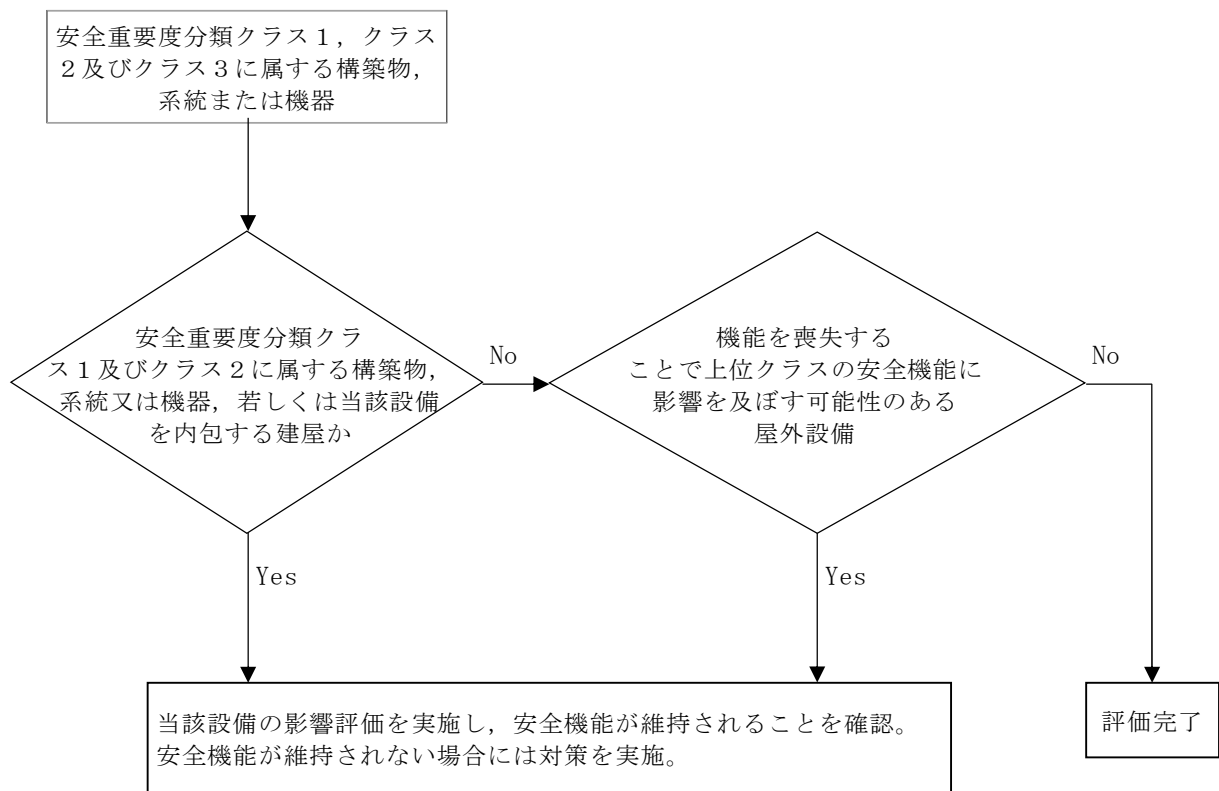 安全重要度分類クラス１，クラス
２及びクラス３に属する構築物，
系統または機器
安全重要度分類クラ
ス１及びクラス２に属する構築物，
系統又は機器，若しくは当該設備
を内包する建屋か
No
機能を喪失する
ことで上位クラスの安全機能に
影響を及ぼす可能性のある
屋外設備
No
Yes
Yes
当該設備の影響評価を実施し，安全機能が維持されることを確認。
安全機能が維持されない場合には対策を実施。
評価完了